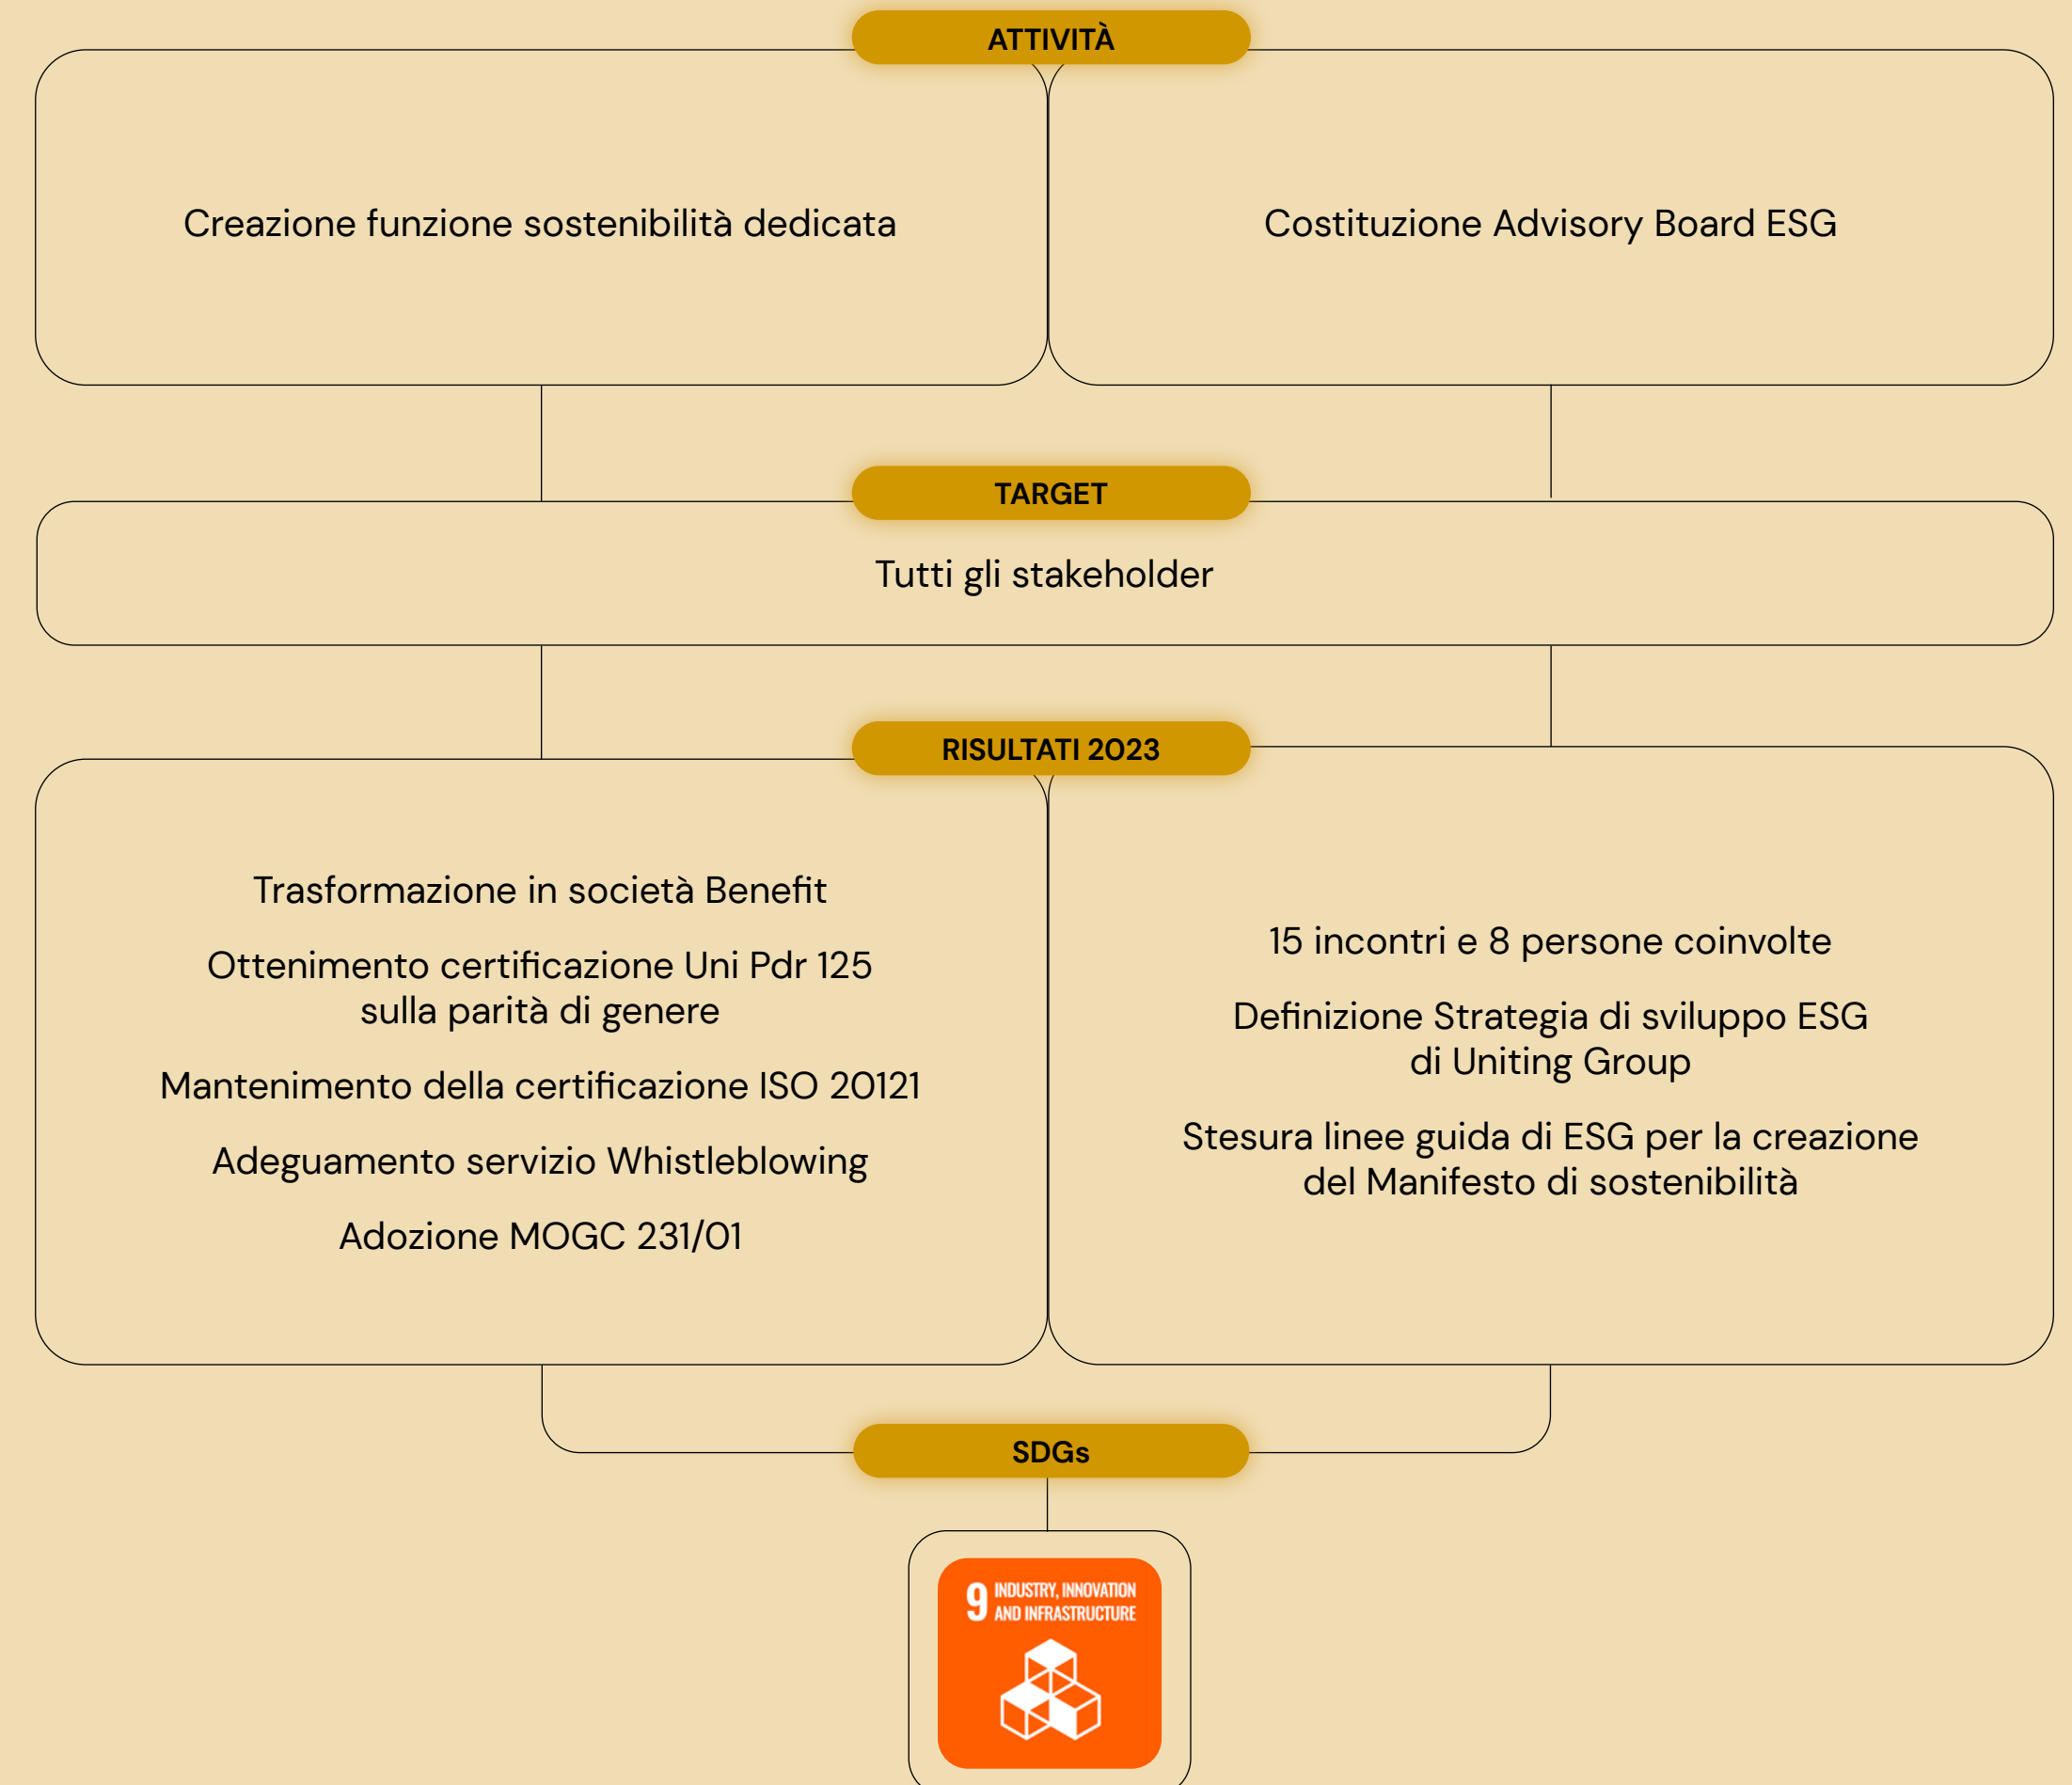 ATTIVITÀ
Creazione funzione sostenibilità dedicata
Costituzione Advisory Board ESG
TARGET
Tutti gli stakeholder
RISULTATI 2023
Trasformazione in società Benefit
Ottenimento certificazione Uni Pdr 125
sulla parità di genere
Mantenimento della certificazione ISO 20121
Adeguamento servizio Whistleblowing
Adozione MOGC 231/01
15 incontri e 8 persone coinvolte
Definizione Strategia di sviluppo ESG
di Uniting Group
Stesura linee guida di ESG per la creazione
del Manifesto di sostenibilità
SDGs
9 INDUSTRY, INNOVATION
AND INFRASTRUCTURE